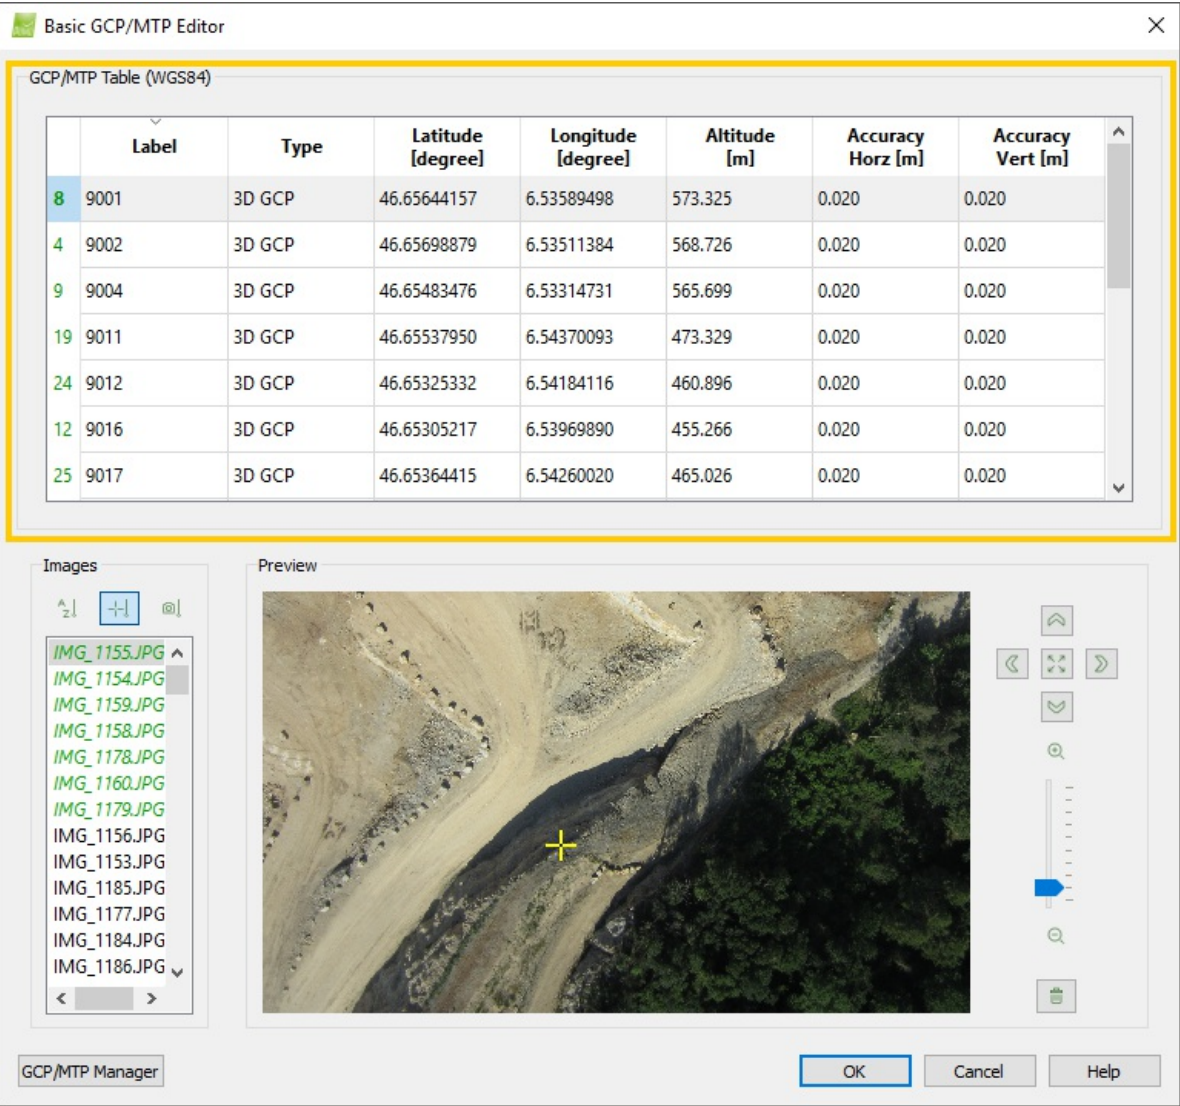 Basic GCP/MTP Editor
GCP/MTP Table (WGS84)
Label Type Latitude [degree] Longitude [degree] Altitude [m] Accuracy Horz [m] Accuracy Vert [m]
8 9001 3D GCP 46.65644157 6.53589498 573.325 0.020 0.020
4 9002 3D GCP 46.65698879 6.53511384 568.726 0.020 0.020
9 9004 3D GCP 46.65483476 6.53314731 565.699 0.020 0.020
19 9011 3D GCP 46.65537950 6.54370093 473.329 0.020 0.020
24 9012 3D GCP 46.65325332 6.54184116 460.896 0.020 0.020
12 9016 3D GCP 46.65305217 6.53969890 455.266 0.020 0.020
25 9017 3D GCP 46.65364415 6.54260020 465.026 0.020 0.020
Images
IMG_1155.JPG
IMG_1154.JPG
IMG_1159.JPG
IMG_1158.JPG
IMG_1178.JPG
IMG_1160.JPG
IMG_1179.JPG
IMG_1156.JPG
IMG_1153.JPG
IMG_1185.JPG
IMG_1177.JPG
IMG_1184.JPG
IMG_1186.JPG
Preview
GCP/MTP Manager
OK Cancel Help